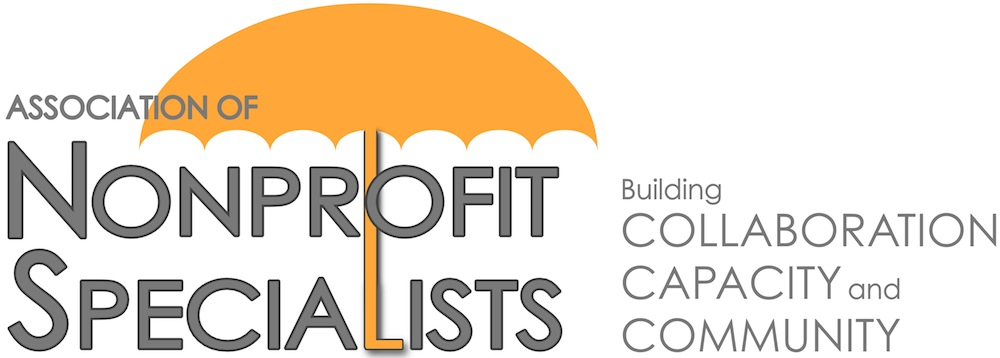 ASSOCIATION OF
NONPROFIT
SPECIALISTS
Building
COLLABORATION
CAPACITY and
COMMUNITY